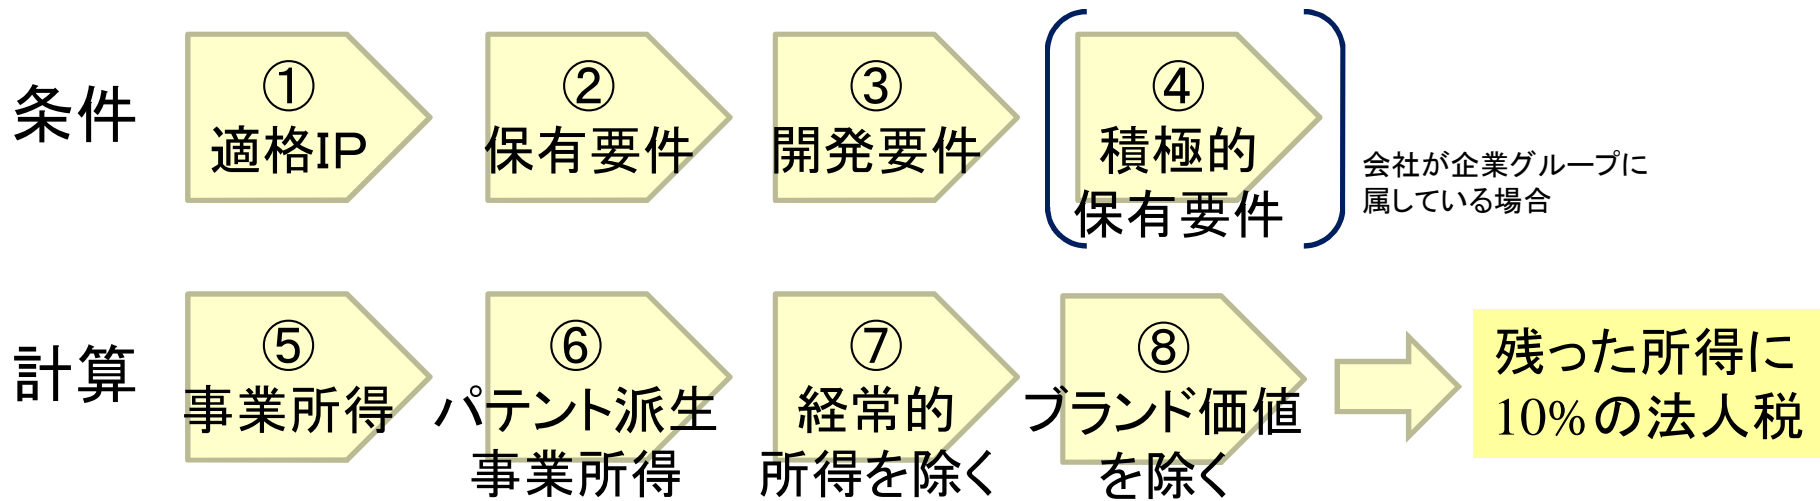 条件
①
適格IP
②
保有要件
③
開発要件
④
積極的
保有要件
会社が企業グループに
属している場合
計算
⑤
事業所得
⑥
パテント派生
事業所得
⑦
経常的
所得を除く
⑧
ブランド価値
を除く
残った所得に
10%の法人税